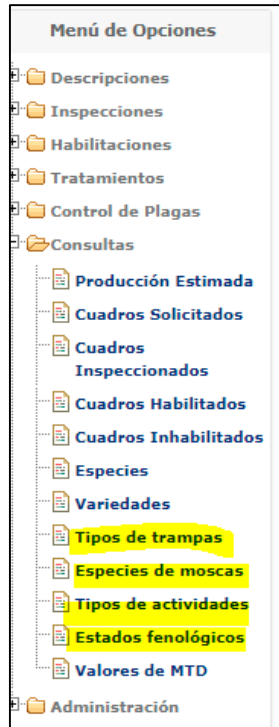 Menú de Opciones
Descripciones
Inspecciones
Habilitaciones
Tratamientos
Control de Plagas
Consultas
Producción Estimada
Cuadros Solicitados
Cuadros
Inspeccionados
Cuadros Habilitados
Cuadros Inhabilitados
Especies
Variedades
Tipos de trampas
Especies de moscas
Tipos de actividades
Estados fenológicos
Valores de MTD
Administración